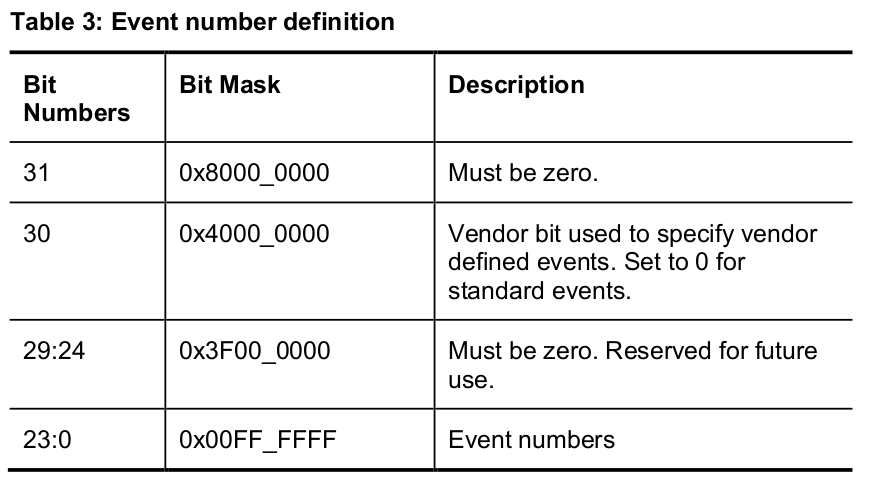 Table 3: Event number definition
Bit Numbers
Bit Mask
Description
31
0x8000_0000
Must be zero.
30
0x4000_0000
Vendor bit used to specify vendor
defined events. Set to 0 for
standard events.
29:24
0x3F00_0000
Must be zero. Reserved for future
use.
23:0
0x00FF_FFFF
Event numbers